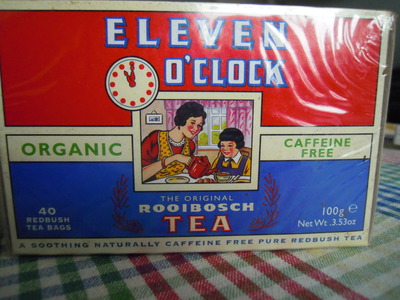 ELEVEN
O'CLOCK
ORGANIC
CAFFEINE
FREE
THE ORIGINAL
ROOIBOSCH
TEA
40
REDBUSH
TEA BAGS
100g ℮
Net Wt. 3.53oz
A SOOTHING NATURALLY CAFFEINE FREE PURE REDBUSH TEA